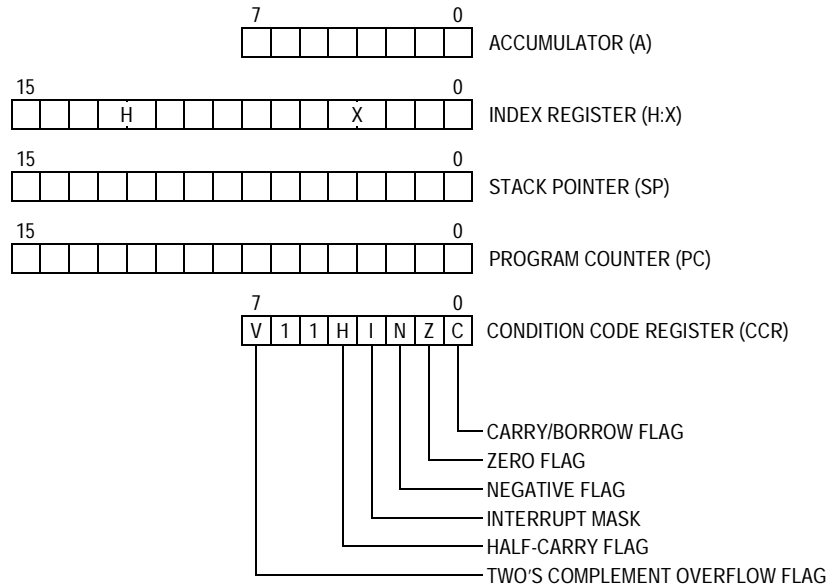 7 0
ACCUMULATOR (A)
15 0
H X INDEX REGISTER (H:X)
15 0
STACK POINTER (SP)
15 0
PROGRAM COUNTER (PC)
7 0
V 1 1 H I N Z C CONDITION CODE REGISTER (CCR)
CARRY/BORROW FLAG
ZERO FLAG
NEGATIVE FLAG
INTERRUPT MASK
HALF-CARRY FLAG
TWO'S COMPLEMENT OVERFLOW FLAG